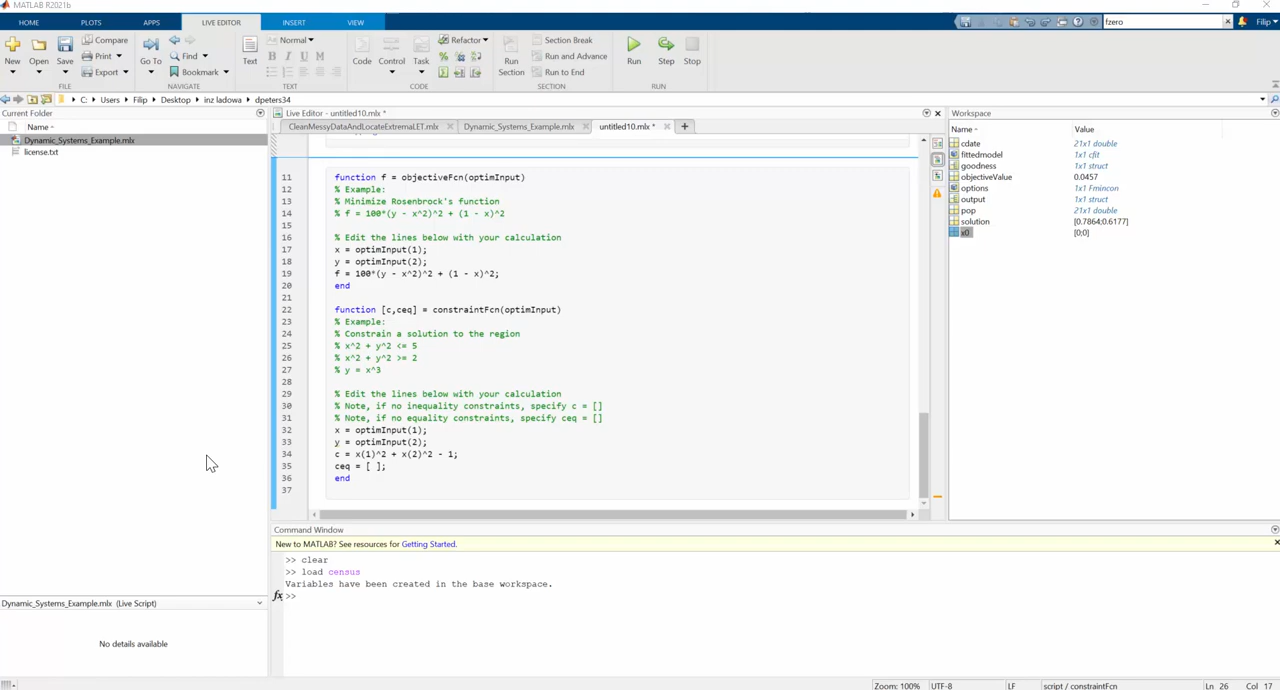 MATLAB R2021b
HOME PLOTS APPS LIVE EDITOR INSERT VIEW fzero Filip
New Open Save Compare Print Export Go To Find Bookmark Text Normal B I U M Code Control Task Refactor Run Section Section Break Run and Advance Run to End Run Step Stop
FILE NAVIGATE TEXT CODE SECTION RUN
C: Users Filip Desktop inz ladowa dpeters34
Current Folder
Name
Dynamic_Systems_Example.mlx
license.txt
Dynamic_Systems_Example.mlx (Live Script)
No details available
Live Editor - untitled10.mlx *
CleanMessyDataAndLocateExtremaLET.mlx Dynamic_Systems_Example.mlx untitled10.mlx *
11 function f = objectiveFcn(optimInput)
12 % Example:
13 % Minimize Rosenbrock's function
14 % f = 100*(y - x^2)^2 + (1 - x)^2
15
16 % Edit the lines below with your calculation
17 x = optimInput(1);
18 y = optimInput(2);
19 f = 100*(y - x^2)^2 + (1 - x)^2;
20 end
21
22 function [c,ceq] = constraintFcn(optimInput)
23 % Example:
24 % Constrain a solution to the region
25 % x^2 + y^2 <= 5
26 % x^2 + y^2 >= 2
27 % y = x^3
28
29 % Edit the lines below with your calculation
30 % Note, if no inequality constraints, specify c = []
31 % Note, if no equality constraints, specify ceq = []
32 x = optimInput(1);
33 y = optimInput(2);
34 c = x(1)^2 + x(2)^2 - 1;
35 ceq = [ ];
36 end
37
Command Window
New to MATLAB? See resources for Getting Started.
>> clear
>> load census
Variables have been created in the base workspace.
fx >>
Workspace
Name Value
cdate 21x1 double
fittedmodel 1x1 cfit
goodness 1x1 struct
objectiveValue 0.0457
options 1x1 Fmincon
output 1x1 struct
pop 21x1 double
solution [0.7864;0.6177]
x0 [0;0]
Zoom: 100% UTF-8 LF script / constraintFcn Ln 26 Col 17